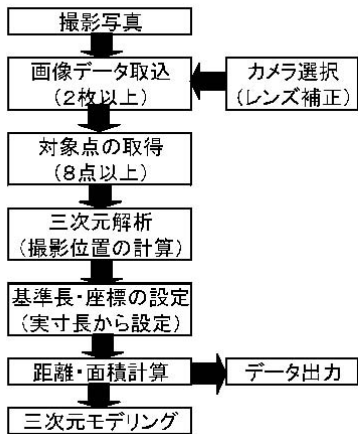 撮影写真
画像データ取込
(2枚以上)
カメラ選択
(レンズ補正)
対象点の取得
(8点以上)
三次元解析
(撮影位置の計算)
基準長・座標の設定
(実寸長から設定)
距離・面積計算
データ出力
三次元モデリング